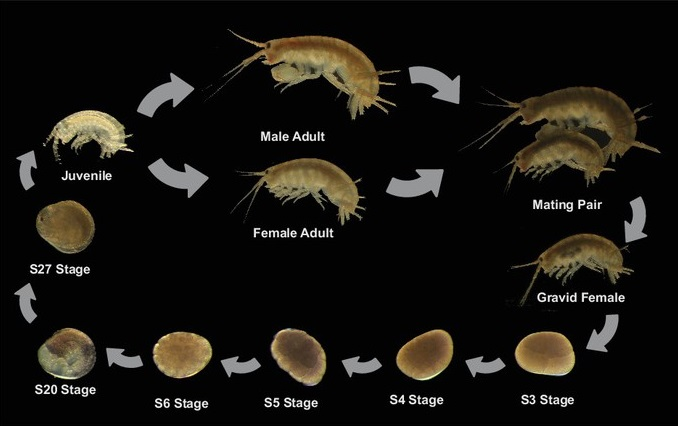 Male Adult
Juvenile
Female Adult
Mating Pair
S27 Stage
Gravid Female
S20 Stage
S6 Stage
S5 Stage
S4 Stage
S3 Stage